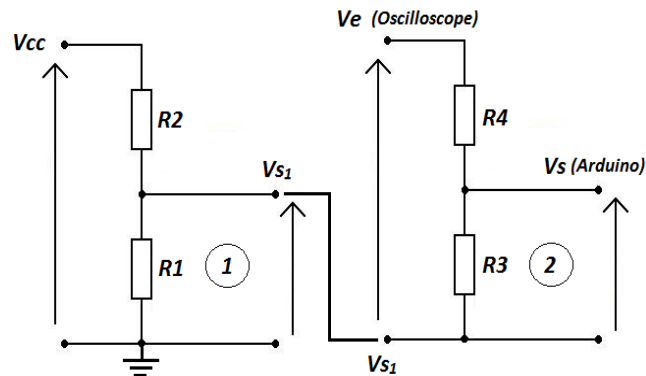 Vcc
Ve (Oscilloscope)
R2
R4
Vs1
Vs (Arduino)
R1
1
R3
2
Vs1